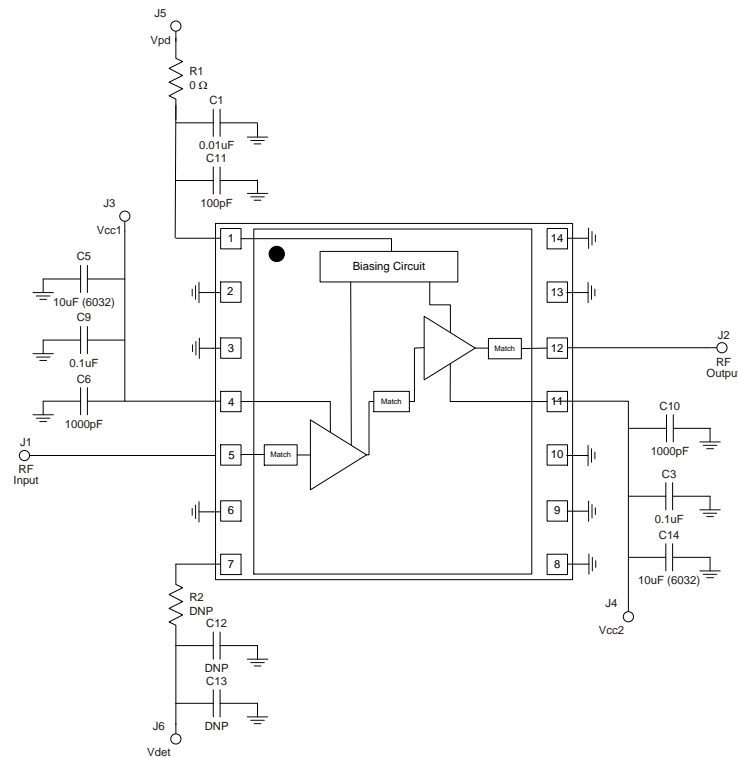 J5
Vpd
R1
0 Ω
C1
0.01uF
C11
100pF
J3
Vcc1
C5
10uF (6032)
C9
0.1uF
C6
1000pF
J1
RF
Input
1
2
3
4
5
6
7
Biasing Circuit
Match
Match
Match
14
13
12
11
10
9
8
J2
RF
Output
C10
1000pF
C3
0.1uF
C14
10uF (6032)
J4
Vcc2
R2
DNP
C12
DNP
C13
DNP
J6
Vdet